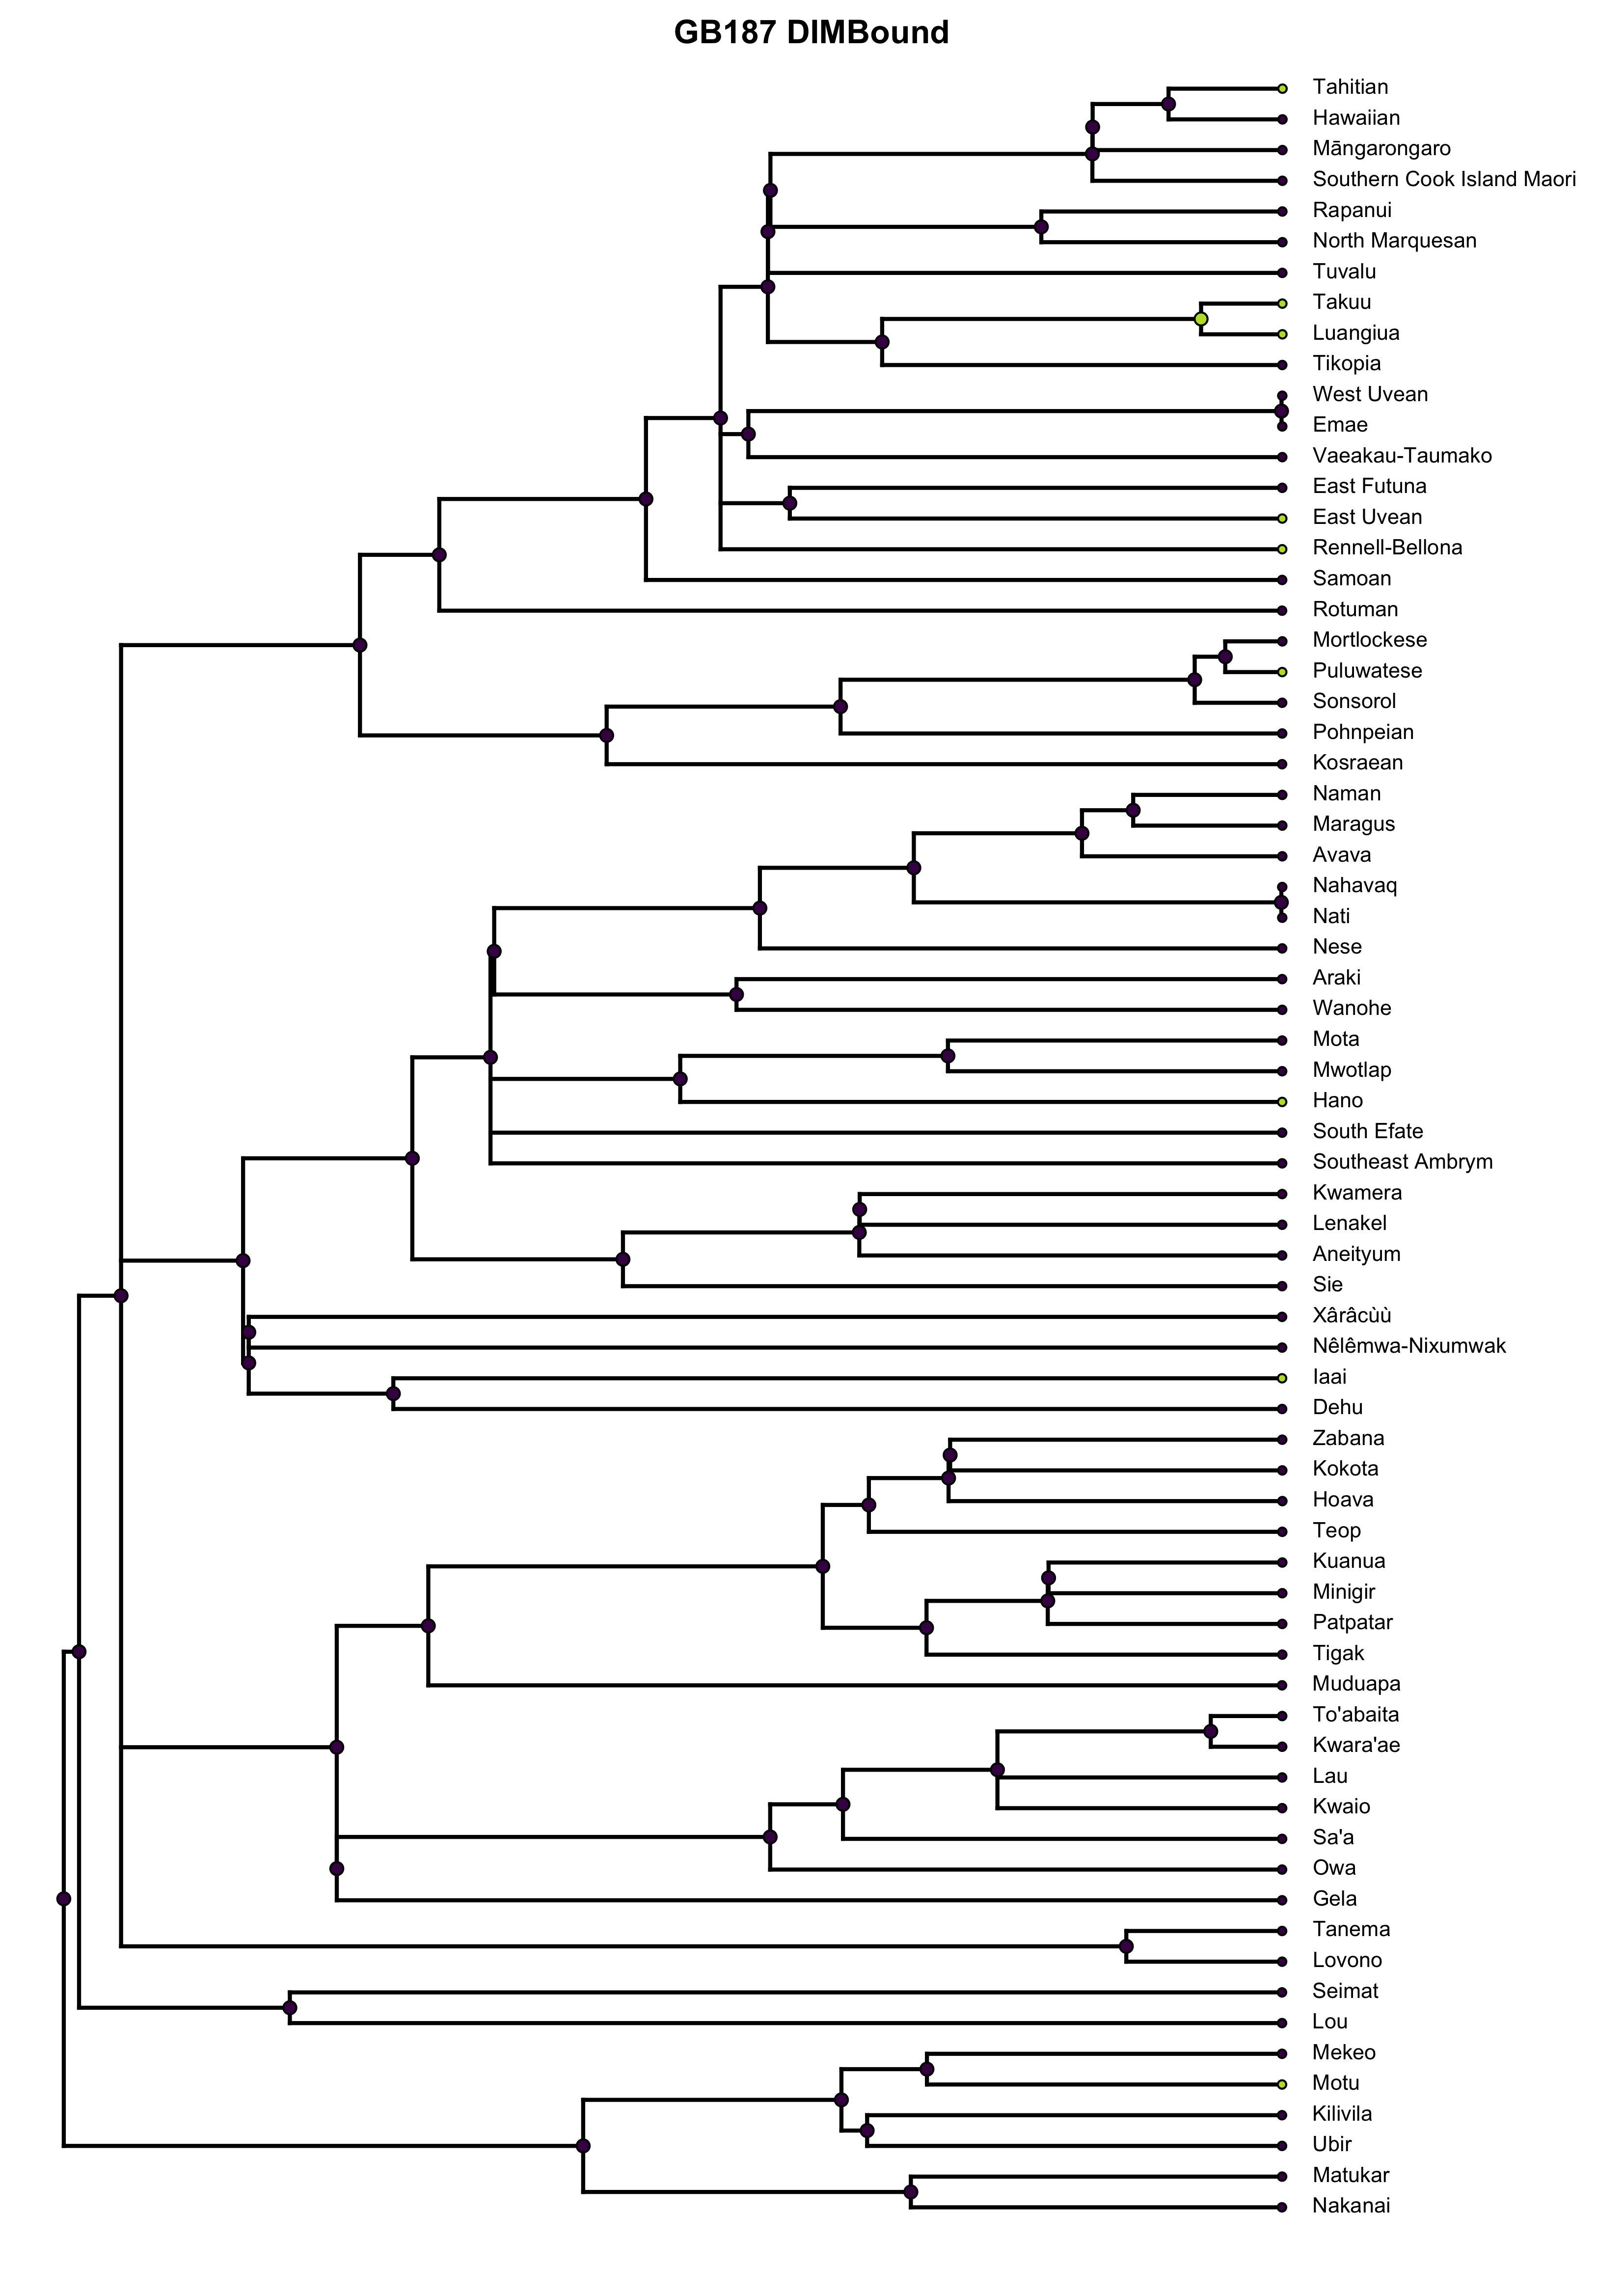 GB187 DIMBound
Tahitian
Hawaiian
Māngarongaro
Southern Cook Island Maori
Rapanui
North Marquesan
Tuvalu
Takuu
Luangiua
Tikopia
West Uvean
Emae
Vaeakau-Taumako
East Futuna
East Uvean
Rennell-Bellona
Samoan
Rotuman
Mortlockese
Puluwatese
Sonsorol
Pohnpeian
Kosraean
Naman
Maragus
Avava
Nahavaq
Nati
Nese
Araki
Wanohe
Mota
Mwotlap
Hano
South Efate
Southeast Ambrym
Kwamera
Lenakel
Aneityum
Sie
Xârâcùù
Nêlêmwa-Nixumwak
Iaai
Dehu
Zabana
Kokota
Hoava
Teop
Kuanua
Minigir
Patpatar
Tigak
Muduapa
To'abaita
Kwara'ae
Lau
Kwaio
Sa'a
Owa
Gela
Tanema
Lovono
Seimat
Lou
Mekeo
Motu
Kilivila
Ubir
Matukar
Nakanai